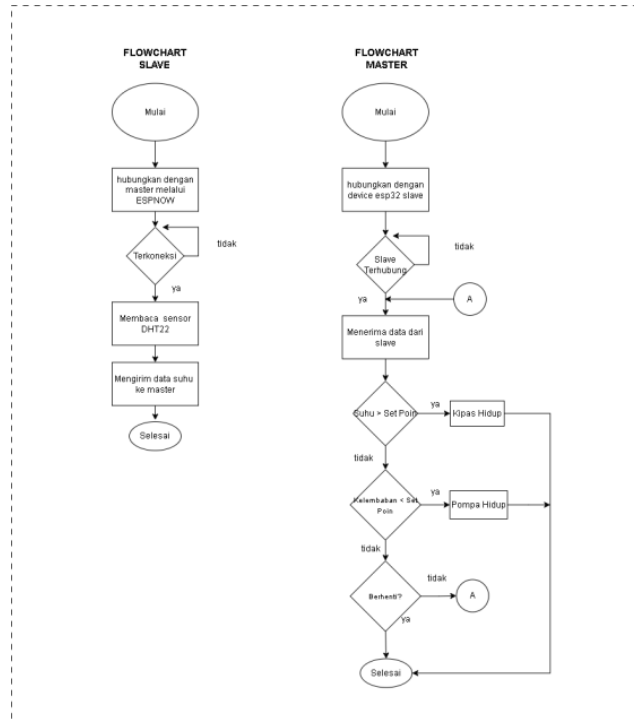 FLOWCHART
SLAVE
Mulai
hubungkan dengan
master melalui
ESPNOW
Terkoneksi
tidak
ya
Membaca sensor
DHT22
Mengirim data suhu
ke master
Selesai
FLOWCHART
MASTER
Mulai
hubungkan dengan
device esp32 slave
Slave
Terhubung
tidak
ya
A
Menerima data dari
slave
Suhu > Set Poin
ya
Kipas Hidup
tidak
Kelembaban < Set
Poin
ya
Pompa Hidup
tidak
Berhenti?
tidak
A
ya
Selesai